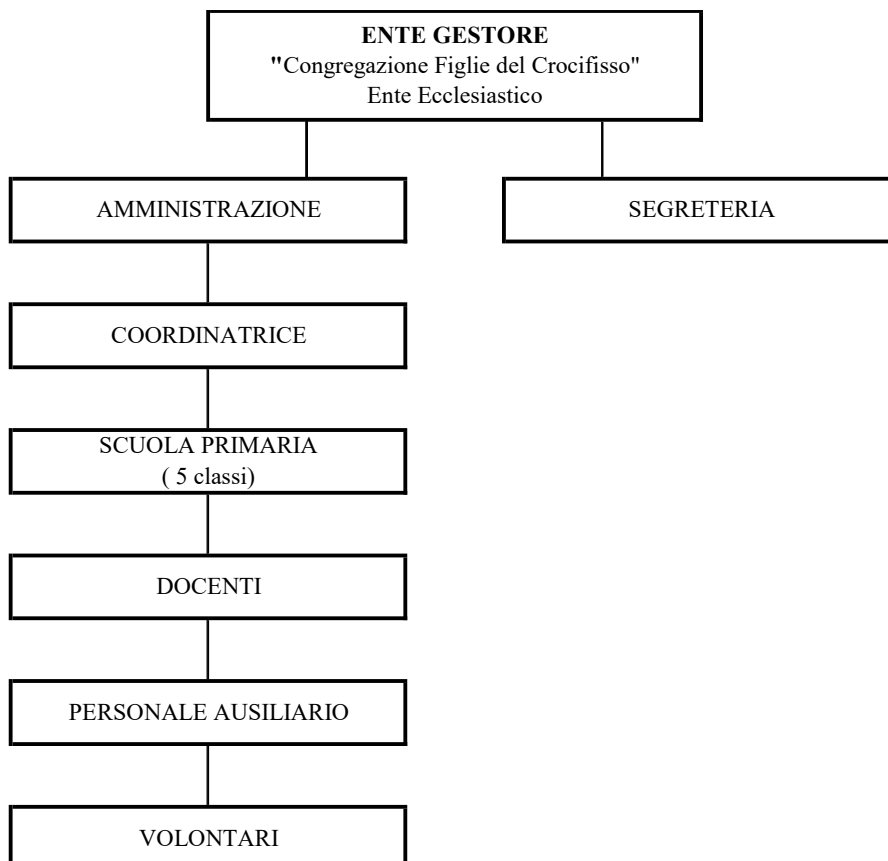 ENTE GESTORE
"Congregazione Figlie del Crocifisso"
Ente Ecclesiastico
AMMINISTRAZIONE
SEGRETERIA
COORDINATRICE
SCUOLA PRIMARIA
( 5 classi)
DOCENTI
PERSONALE AUSILIARIO
VOLONTARI